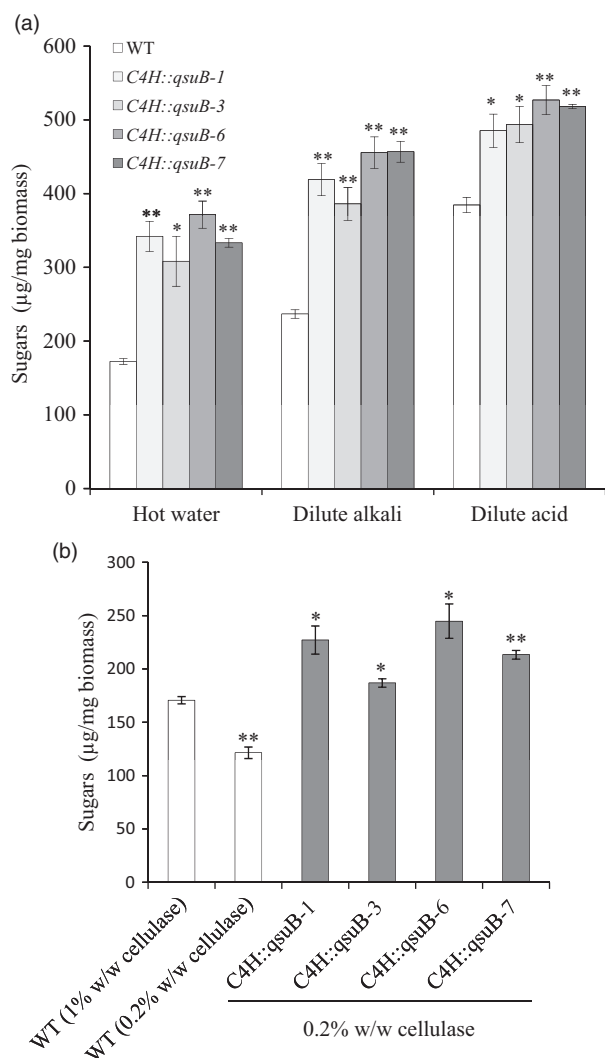 (a)
600
500
400
300
200
100
0
Sugars (µg/mg biomass)
WT
C4H::qsuB-1
C4H::qsuB-3
C4H::qsuB-6
C4H::qsuB-7
** * ** **
** ** ** **
* * ** **
Hot water Dilute alkali Dilute acid
(b)
300
250
200
150
100
50
0
Sugars (µg/mg biomass)
** * * * **
WT (1% w/w cellulase)
WT (0.2% w/w cellulase)
C4H::qsuB-1
C4H::qsuB-3
C4H::qsuB-6
C4H::qsuB-7
0.2% w/w cellulase